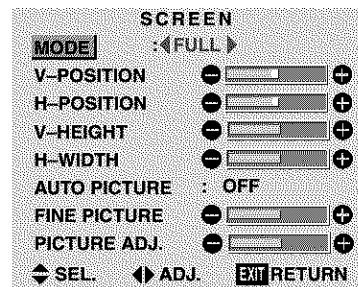 SCREEN
MODE :FULL
V–POSITION
H–POSITION
V–HEIGHT
H–WIDTH
AUTO PICTURE : OFF
FINE PICTURE
PICTURE ADJ.
SEL. ADJ. EXIT RETURN